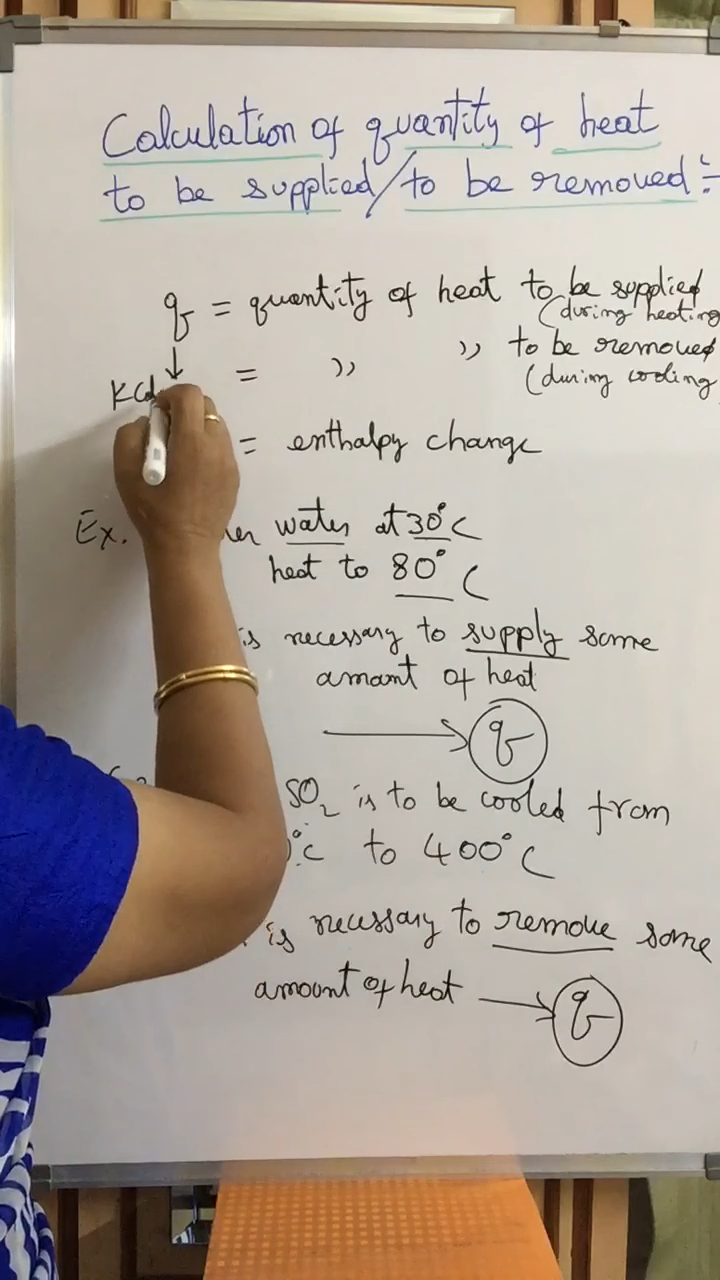 Calculation of quantity of heat
to be supplied/to be removed:-
q = quantity of heat to be supplied
(during heating
↓ = ,, ,, to be removed
(during cooling
KCal
= enthalpy change
Ex. water at 30°C
heat to 80°C
is necessary to supply some
amant of heat
→ q
SO₂ is to be cooled from
°C to 400°C
is necessary to remove some
amount of heat → q